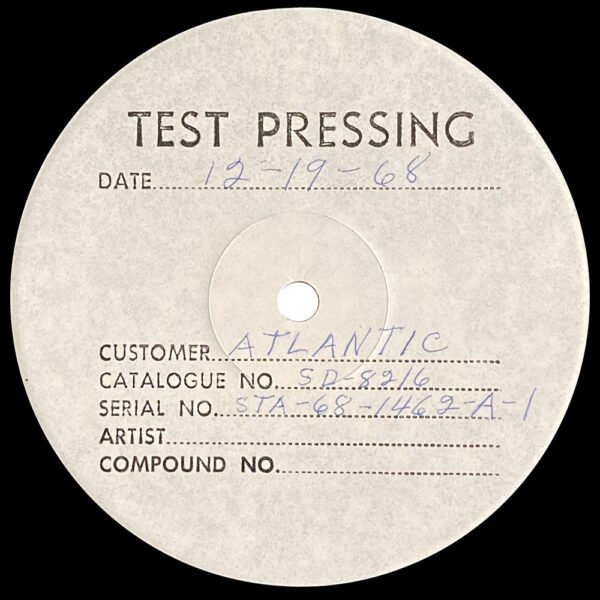 TEST PRESSING
DATE 12-19-68
CUSTOMER ATLANTIC
CATALOGUE NO. SD-8216
SERIAL NO. STA-68-1462-A-1
ARTIST
COMPOUND NO.